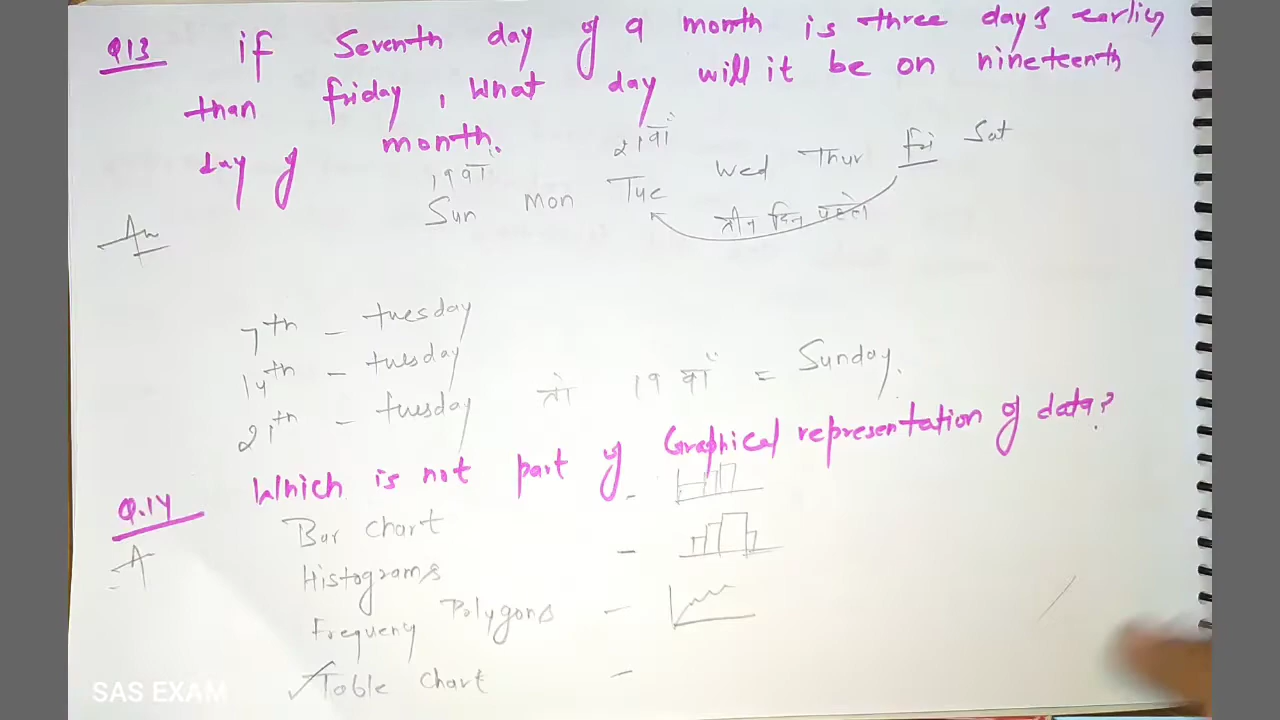 Q13 if Seventh day of a month is three days earlier
than friday, What day will it be on nineteenth
day of month.
19वां 21वां
Sun Mon Tue Wed Thur Fri Sat
तीन दिन पहले
An
7th - tuesday
14th - tuesday
21th - tuesday तो 19 वां = Sunday.
Q.14 Which is not part of Graphical representation of data?
A
Bar chart -
Histograms -
Frequeny Polygons -
Table chart -
SAS EXAM